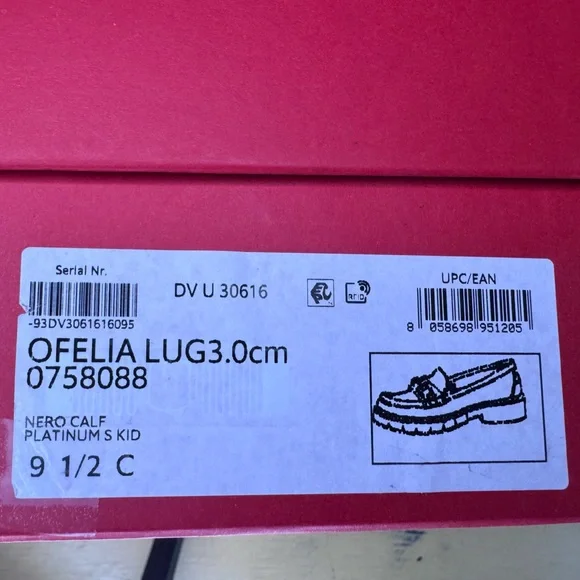 Serial Nr.
-93DV3061616095
DV U 30616
RFID
UPC/EAN
8 058698 951205
OFELIA LUG3.0cm
0758088
NERO CALF
PLATINUM S KID
9 1/2 C